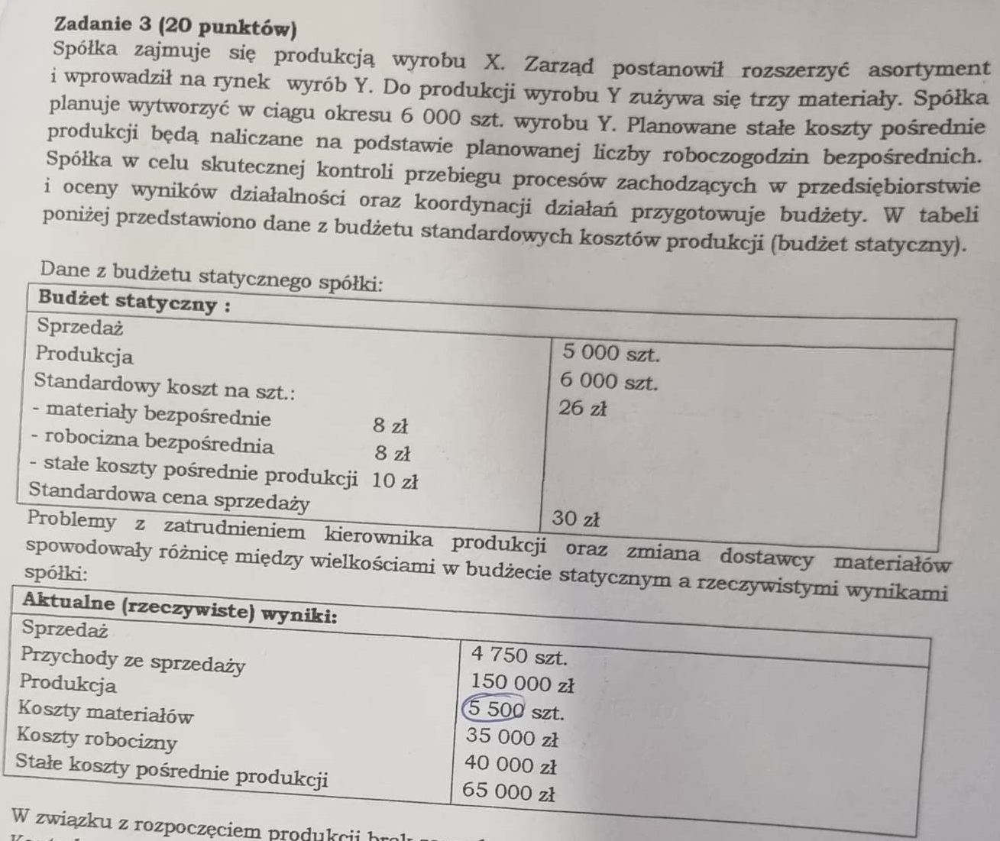 Zadanie 3 (20 punktów)
Spółka zajmuje się produkcją wyrobu X. Zarząd postanowił rozszerzyć asortyment
i wprowadził na rynek wyrób Y. Do produkcji wyrobu Y zużywa się trzy materiały. Spółka
planuje wytworzyć w ciągu okresu 6 000 szt. wyrobu Y. Planowane stałe koszty pośrednie
produkcji będą naliczane na podstawie planowanej liczby roboczogodzin bezpośrednich.
Spółka w celu skutecznej kontroli przebiegu procesów zachodzących w przedsiębiorstwie
i oceny wyników działalności oraz koordynacji działań przygotowuje budżety. W tabeli
poniżej przedstawiono dane z budżetu standardowych kosztów produkcji (budżet statyczny).
Dane z budżetu statycznego spółki:
Budżet statyczny :
Sprzedaż 5 000 szt.
Produkcja 6 000 szt.
Standardowy koszt na szt.: 26 zł
- materiały bezpośrednie 8 zł
- robocizna bezpośrednia 8 zł
- stałe koszty pośrednie produkcji 10 zł
Standardowa cena sprzedaży 30 zł
Problemy z zatrudnieniem kierownika produkcji oraz zmiana dostawcy materiałów
spowodowały różnicę między wielkościami w budżecie statycznym a rzeczywistymi wynikami
spółki:
Aktualne (rzeczywiste) wyniki:
Sprzedaż 4 750 szt.
Przychody ze sprzedaży 150 000 zł
Produkcja 5 500 szt.
Koszty materiałów 35 000 zł
Koszty robocizny 40 000 zł
Stałe koszty pośrednie produkcji 65 000 zł
W związku z rozpoczęciem produkcji